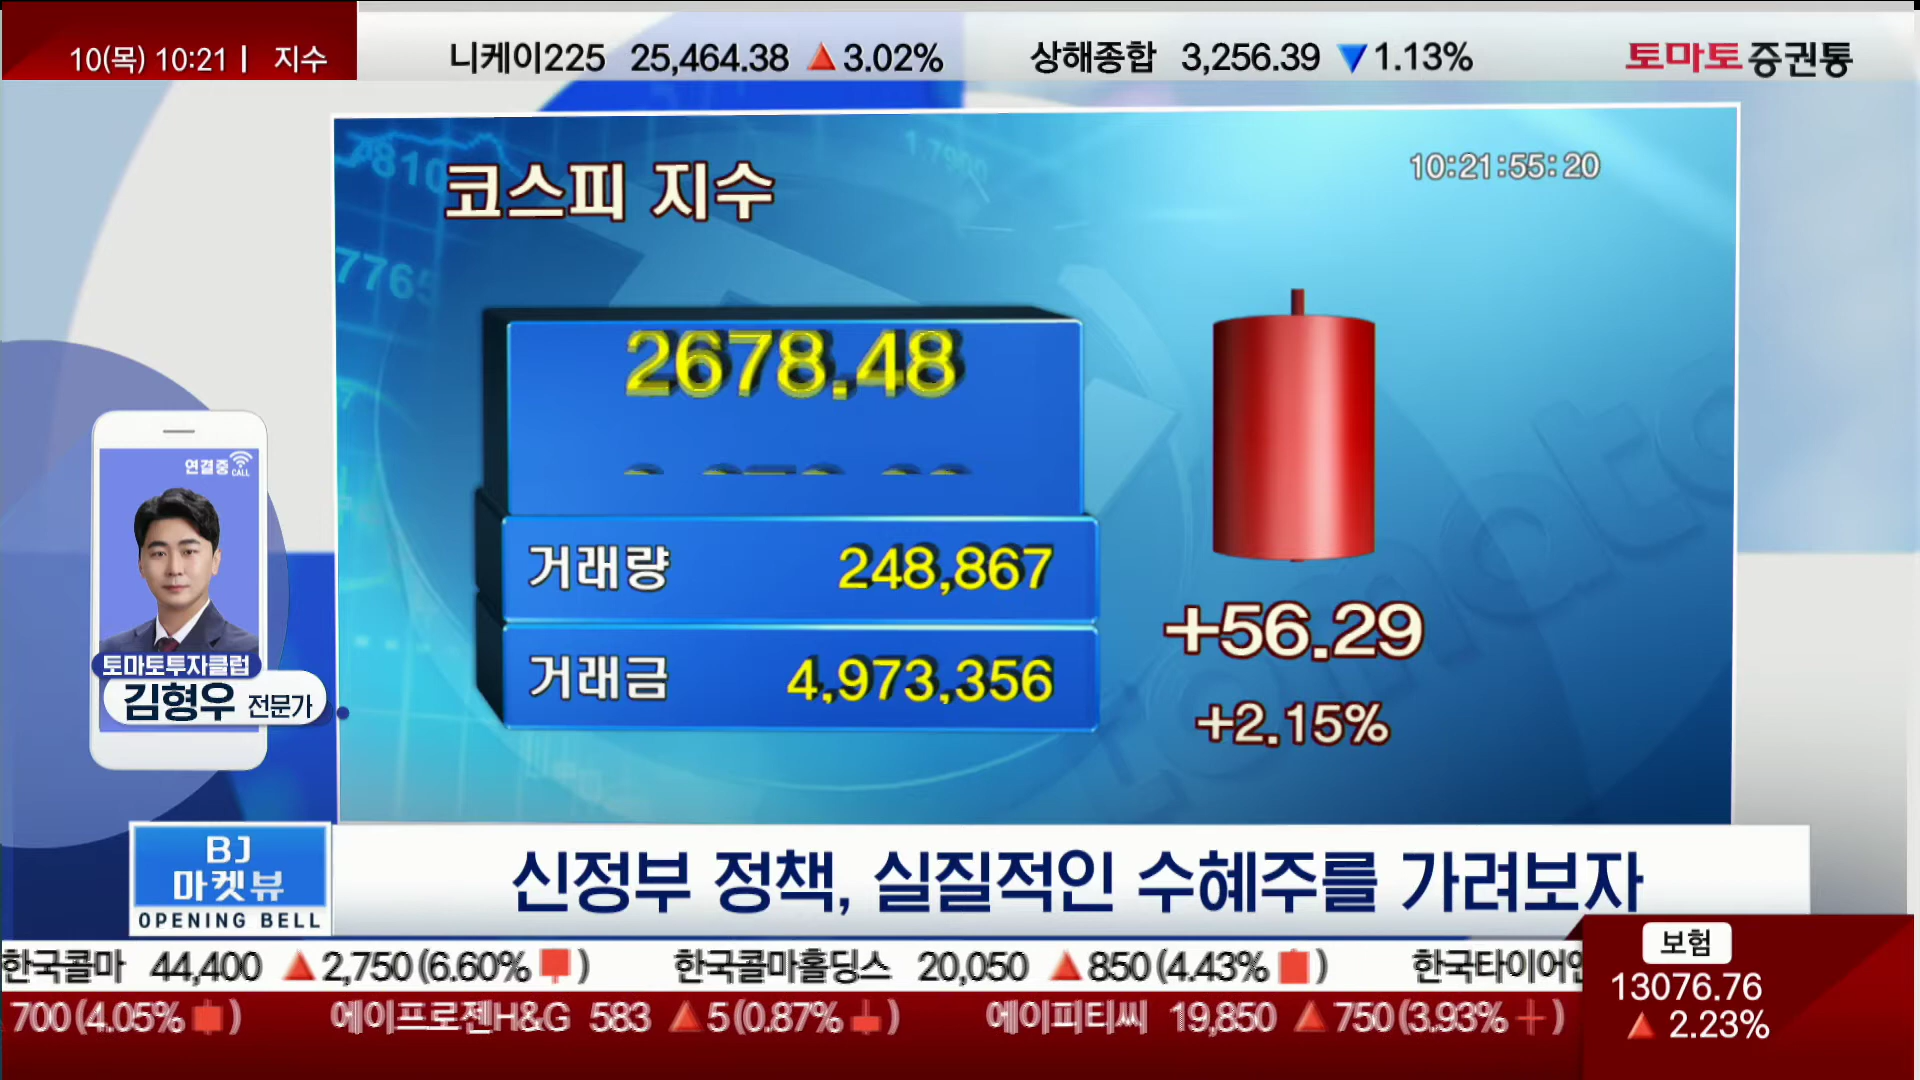 10(목) 10:21 | 지수
니케이225 25,464.38 ▲3.02%
상해종합 3,256.39 ▼1.13%
토마토증권통
코스피 지수
10:21:55:20
2678.48
거래량 248,867
거래금 4,973,356
+56.29
+2.15%
연결중
CALL
토마토투자클럽
김형우 전문가
BJ
마켓뷰
OPENING BELL
신정부 정책, 실질적인 수혜주를 가려보자
한국콜마 44,400 ▲2,750(6.60% ) 한국콜마홀딩스 20,050 ▲850(4.43% ) 한국타이어앤
700(4.05% ) 에이프로젠H&G 583 ▲5(0.87% ) 에이피티씨 19,850 ▲750(3.93% )
보험
13076.76
▲ 2.23%